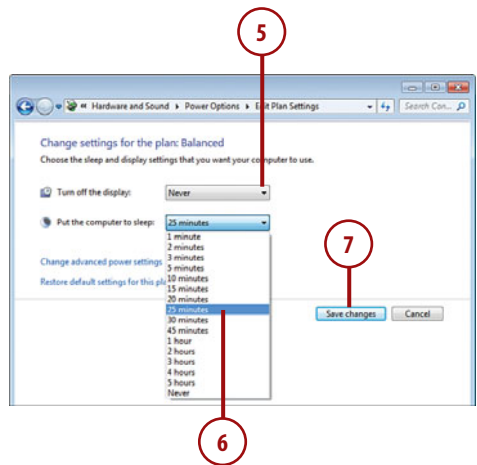 5
« Hardware and Sound ▸ Power Options ▸ Edit Plan Settings
Search Con...
Change settings for the plan: Balanced
Choose the sleep and display settings that you want your computer to use.
Turn off the display: Never
Put the computer to sleep: 25 minutes
1 minute
2 minutes
3 minutes
5 minutes
10 minutes
15 minutes
20 minutes
25 minutes
30 minutes
45 minutes
1 hour
2 hours
3 hours
4 hours
5 hours
Never
Change advanced power settings
Restore default settings for this
7
Save changes Cancel
6